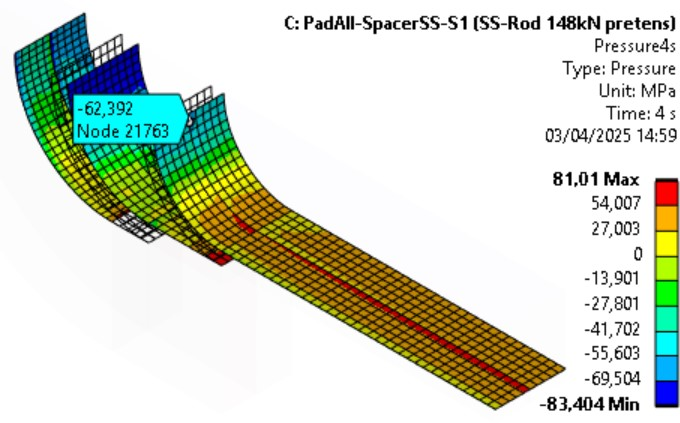 C: PadAll-SpacerSS-S1 (SS-Rod 148kN pretens)
Pressure4s
Type: Pressure
Unit: MPa
Time: 4 s
03/04/2025 14:59
-62,392
Node 21763
81,01 Max
54,007
27,003
0
-13,901
-27,801
-41,702
-55,603
-69,504
-83,404 Min